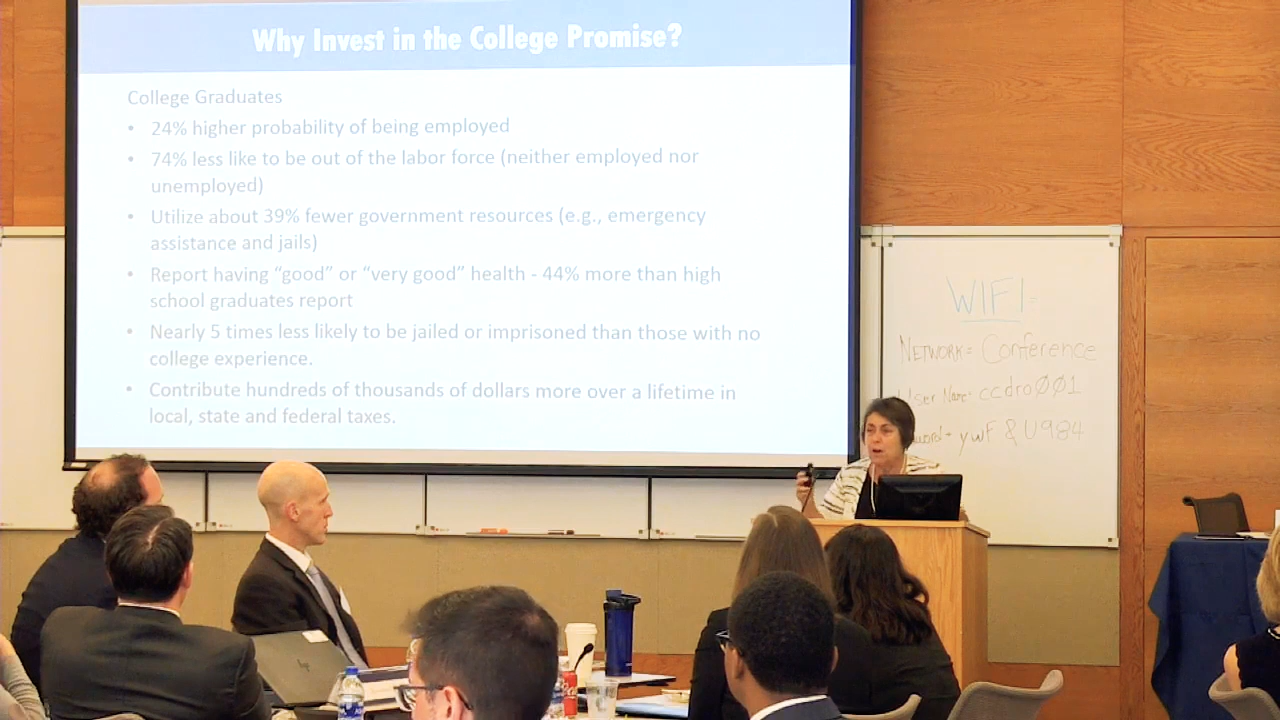 Why Invest in the College Promise?
College Graduates
• 24% higher probability of being employed
• 74% less like to be out of the labor force (neither employed nor
unemployed)
• Utilize about 39% fewer government resources (e.g., emergency
assistance and jails)
• Report having “good” or “very good” health - 44% more than high
school graduates report
• Nearly 5 times less likely to be jailed or imprisoned than those with no
college experience.
• Contribute hundreds of thousands of dollars more over a lifetime in
local, state and federal taxes.
WIFI:
NETWORK= Conference
User Name= ccdro001
ywF&U984
hp